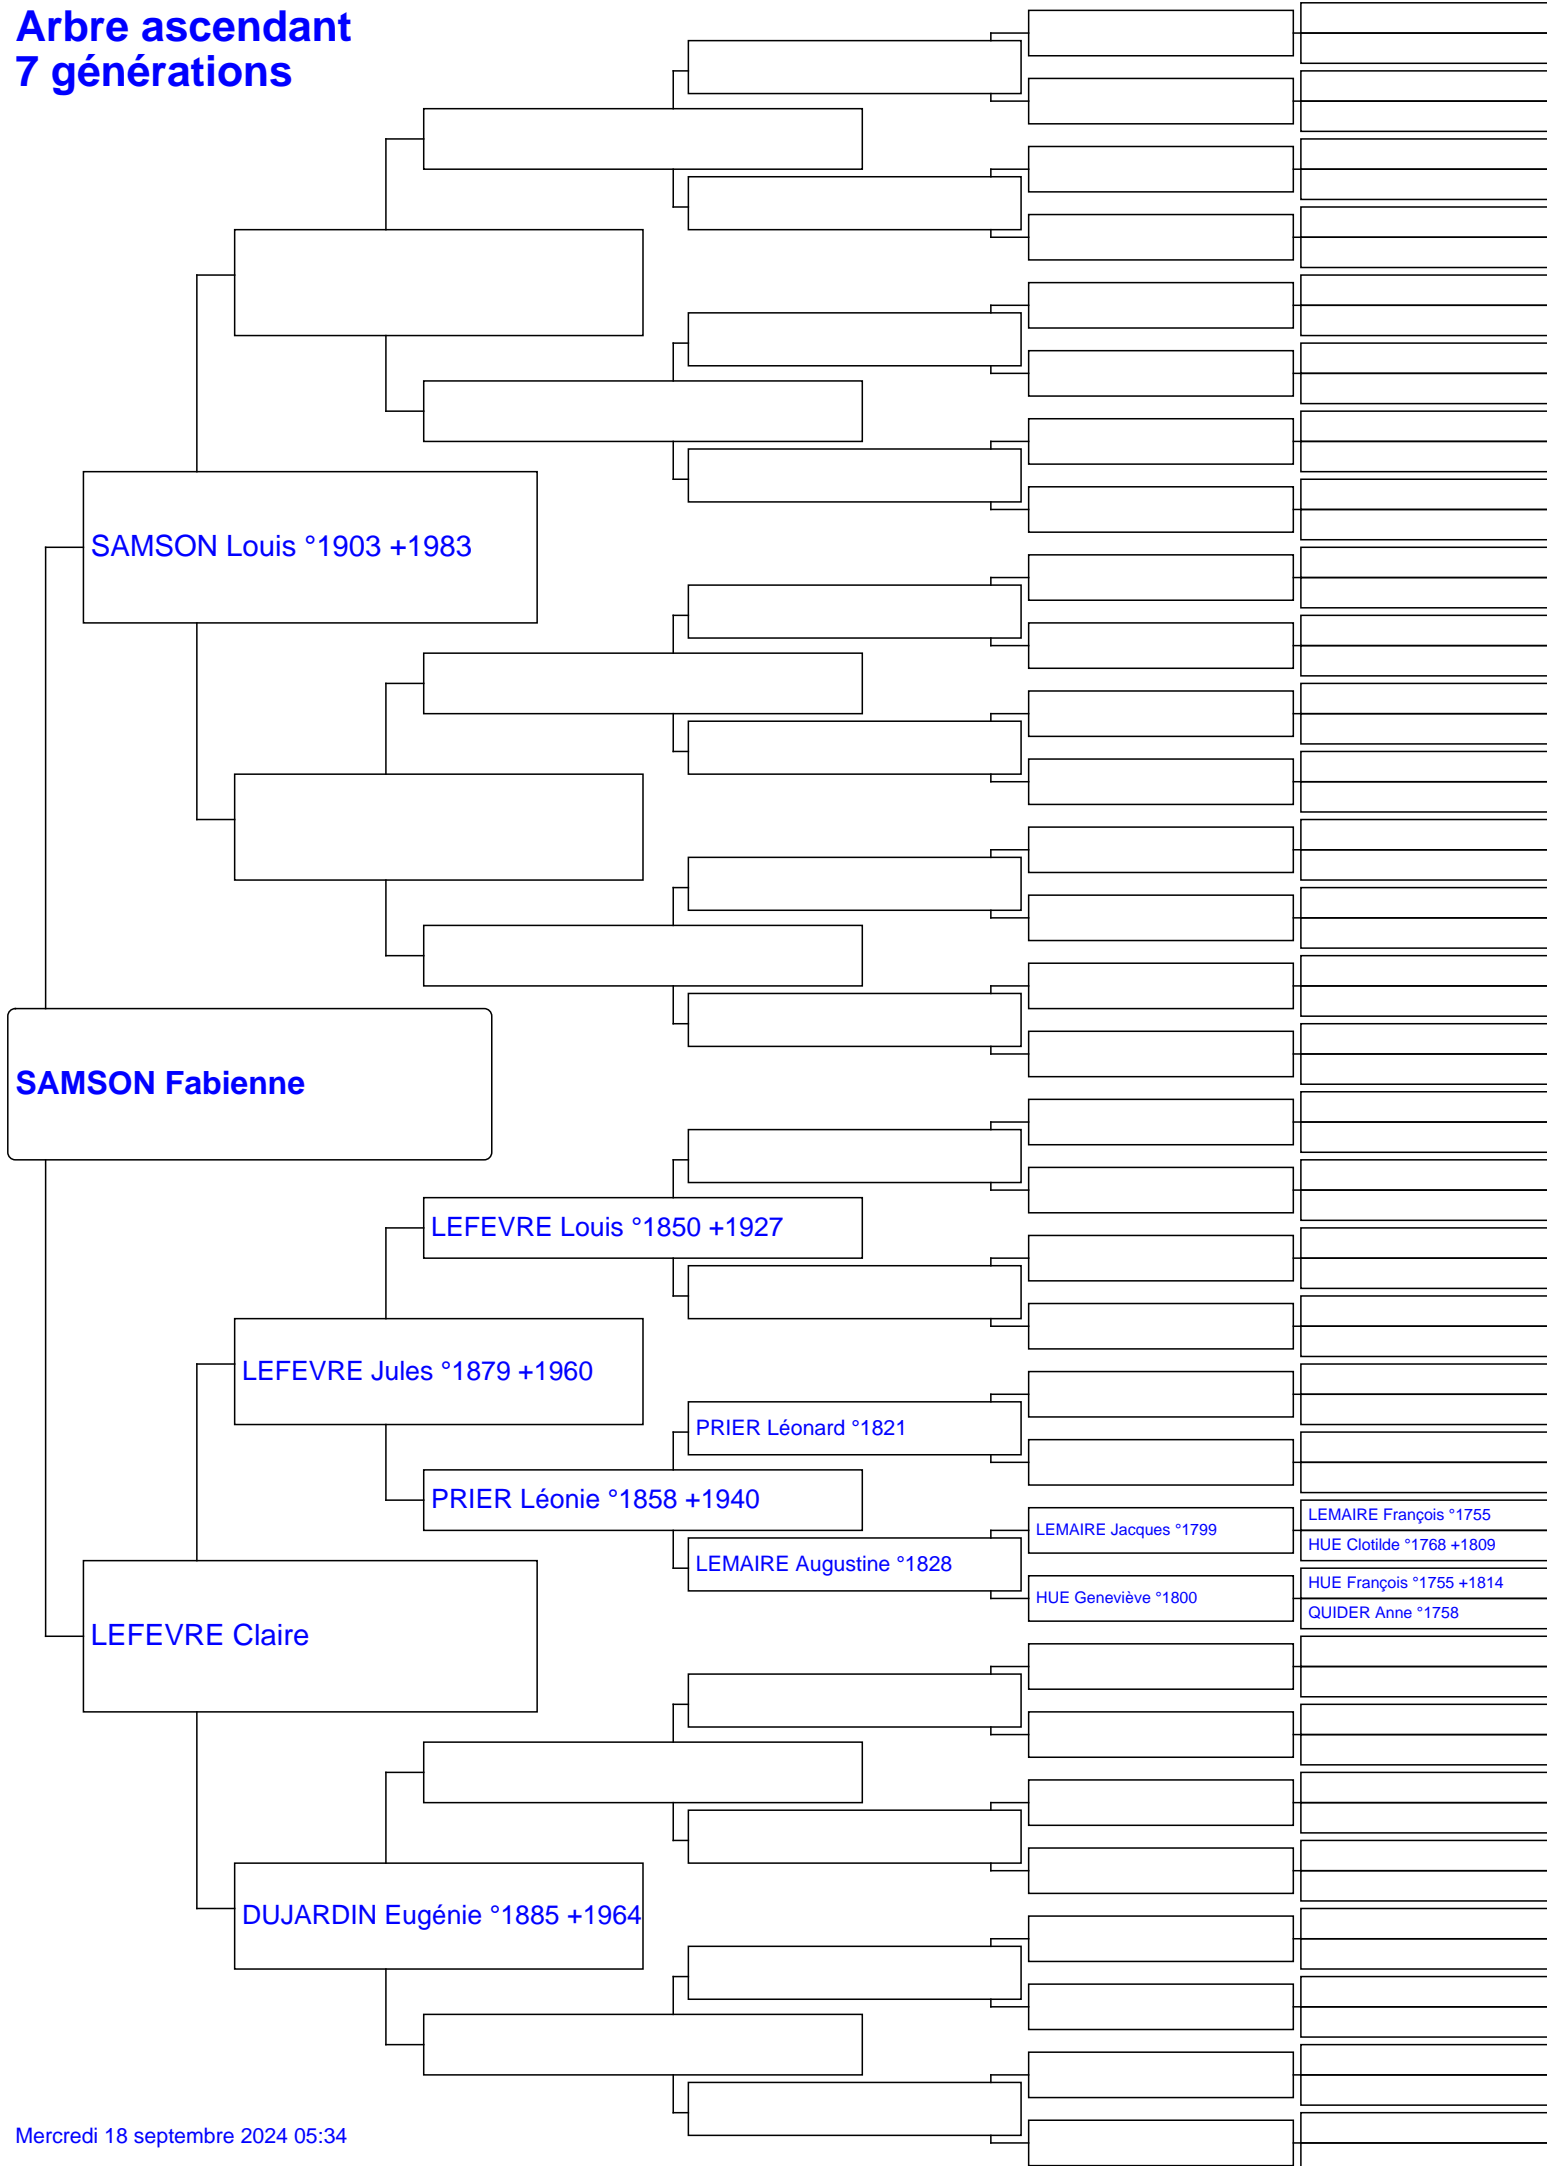 Arbre ascendant
7 générations
SAMSON Louis °1903 +1983
SAMSON Fabienne
LEFEVRE Louis °1850 +1927
LEFEVRE Jules °1879 +1960
PRIER Léonard °1821
PRIER Léonie °1858 +1940
LEMAIRE François °1755
LEMAIRE Jacques °1799
HUE Clotilde °1768 +1809
LEMAIRE Augustine °1828
HUE François °1755 +1814
HUE Geneviève °1800
QUIDER Anne °1758
LEFEVRE Claire
DUJARDIN Eugénie °1885 +1964
Mercredi 18 septembre 2024 05:34